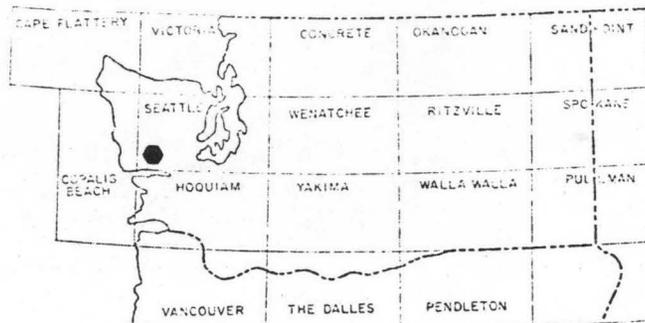 CAPE FLATTERY VICTORIA CONCRETE OKANOGAN SANDPOINT
SEATTLE WENATCHEE RITZVILLE SPOKANE
COPALIS BEACH HOQUIAM YAKIMA WALLA WALLA PULLMAN
VANCOUVER THE DALLES PENDLETON